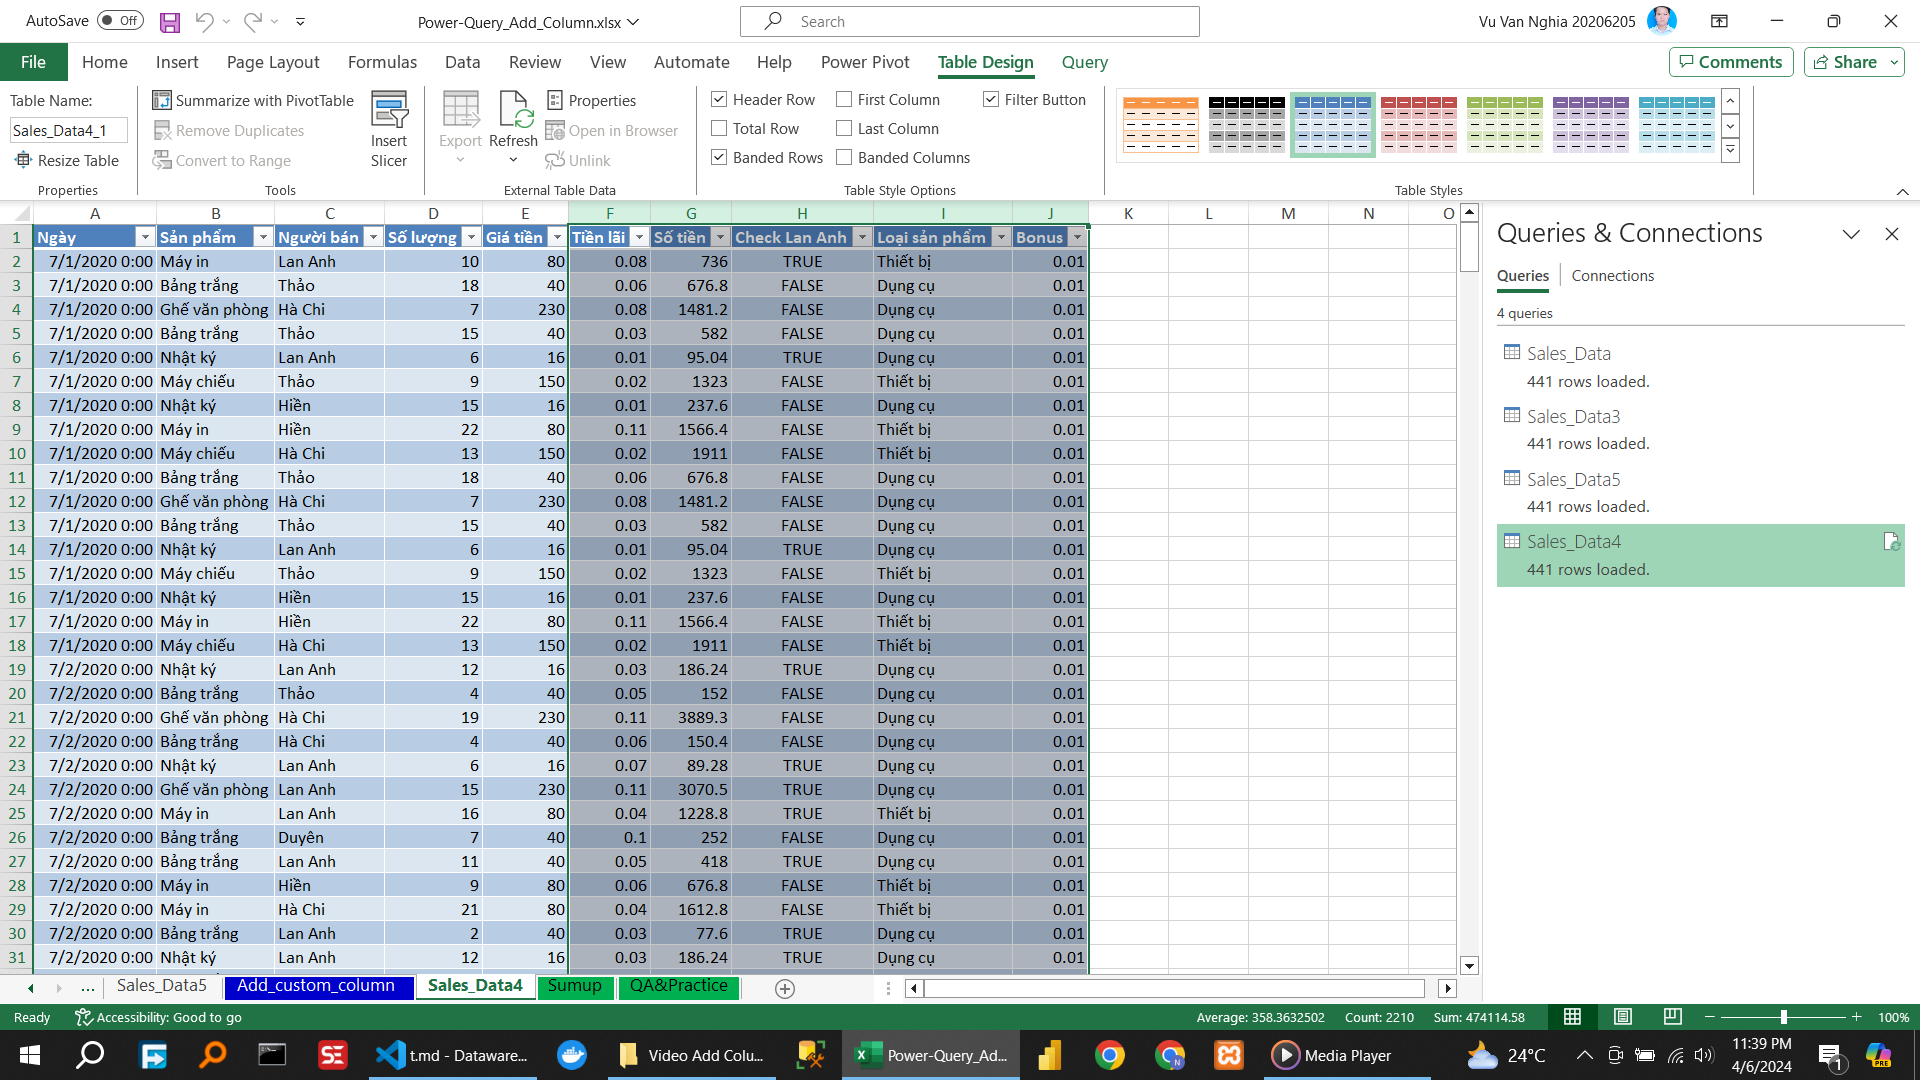 AutoSave Off Power-Query_Add_Column.xlsx Search Vu Van Nghia 20206205
File Home Insert Page Layout Formulas Data Review View Automate Help Power Pivot Table Design Query Comments Share
Table Name: Summarize with PivotTable Properties Header Row First Column Filter Button
Sales_Data4_1 Remove Duplicates Insert Slicer Export Refresh Open in Browser Total Row Last Column
Resize Table Convert to Range Unlink Banded Rows Banded Columns
Properties Tools External Table Data Table Style Options Table Styles
A B C D E F G H I J K L M N O
1 Ngày Sản phẩm Người bán Số lượng Giá tiền Tiền lãi Số tiền Check Lan Anh Loại sản phẩm Bonus
2 7/1/2020 0:00 Máy in Lan Anh 10 80 0.08 736 TRUE Thiết bị 0.01
3 7/1/2020 0:00 Bảng trắng Thảo 18 40 0.06 676.8 FALSE Dụng cụ 0.01
4 7/1/2020 0:00 Ghế văn phòng Hà Chi 7 230 0.08 1481.2 FALSE Dụng cụ 0.01
5 7/1/2020 0:00 Bảng trắng Thảo 15 40 0.03 582 FALSE Dụng cụ 0.01
6 7/1/2020 0:00 Nhật ký Lan Anh 6 16 0.01 95.04 TRUE Dụng cụ 0.01
7 7/1/2020 0:00 Máy chiếu Thảo 9 150 0.02 1323 FALSE Thiết bị 0.01
8 7/1/2020 0:00 Nhật ký Hiền 15 16 0.01 237.6 FALSE Dụng cụ 0.01
9 7/1/2020 0:00 Máy in Hiền 22 80 0.11 1566.4 FALSE Thiết bị 0.01
10 7/1/2020 0:00 Máy chiếu Hà Chi 13 150 0.02 1911 FALSE Thiết bị 0.01
11 7/1/2020 0:00 Bảng trắng Thảo 18 40 0.06 676.8 FALSE Dụng cụ 0.01
12 7/1/2020 0:00 Ghế văn phòng Hà Chi 7 230 0.08 1481.2 FALSE Dụng cụ 0.01
13 7/1/2020 0:00 Bảng trắng Thảo 15 40 0.03 582 FALSE Dụng cụ 0.01
14 7/1/2020 0:00 Nhật ký Lan Anh 6 16 0.01 95.04 TRUE Dụng cụ 0.01
15 7/1/2020 0:00 Máy chiếu Thảo 9 150 0.02 1323 FALSE Thiết bị 0.01
16 7/1/2020 0:00 Nhật ký Hiền 15 16 0.01 237.6 FALSE Dụng cụ 0.01
17 7/1/2020 0:00 Máy in Hiền 22 80 0.11 1566.4 FALSE Thiết bị 0.01
18 7/1/2020 0:00 Máy chiếu Hà Chi 13 150 0.02 1911 FALSE Thiết bị 0.01
19 7/2/2020 0:00 Nhật ký Lan Anh 12 16 0.03 186.24 TRUE Dụng cụ 0.01
20 7/2/2020 0:00 Bảng trắng Thảo 4 40 0.05 152 FALSE Dụng cụ 0.01
21 7/2/2020 0:00 Ghế văn phòng Hà Chi 19 230 0.11 3889.3 FALSE Dụng cụ 0.01
22 7/2/2020 0:00 Bảng trắng Hà Chi 4 40 0.06 150.4 FALSE Dụng cụ 0.01
23 7/2/2020 0:00 Nhật ký Lan Anh 6 16 0.07 89.28 TRUE Dụng cụ 0.01
24 7/2/2020 0:00 Ghế văn phòng Lan Anh 15 230 0.11 3070.5 TRUE Dụng cụ 0.01
25 7/2/2020 0:00 Máy in Lan Anh 16 80 0.04 1228.8 TRUE Thiết bị 0.01
26 7/2/2020 0:00 Bảng trắng Duyên 7 40 0.1 252 FALSE Dụng cụ 0.01
27 7/2/2020 0:00 Bảng trắng Lan Anh 11 40 0.05 418 TRUE Dụng cụ 0.01
28 7/2/2020 0:00 Máy in Hiền 9 80 0.06 676.8 FALSE Thiết bị 0.01
29 7/2/2020 0:00 Máy in Hà Chi 21 80 0.04 1612.8 FALSE Thiết bị 0.01
30 7/2/2020 0:00 Bảng trắng Lan Anh 2 40 0.03 77.6 TRUE Dụng cụ 0.01
31 7/2/2020 0:00 Nhật ký Lan Anh 12 16 0.03 186.24 TRUE Dụng cụ 0.01
Queries & Connections
Queries Connections
4 queries
Sales_Data
441 rows loaded.
Sales_Data3
441 rows loaded.
Sales_Data5
441 rows loaded.
Sales_Data4
441 rows loaded.
... Sales_Data5 Add_custom_column Sales_Data4 Sumup QA&Practice
Ready Accessibility: Good to go Average: 358.3632502 Count: 2210 Sum: 474114.58 100%
SE t.md - Dataware... Video Add Colu... Power-Query_Ad... N Media Player 24°C 11:39 PM 1 PRE
4/6/2024